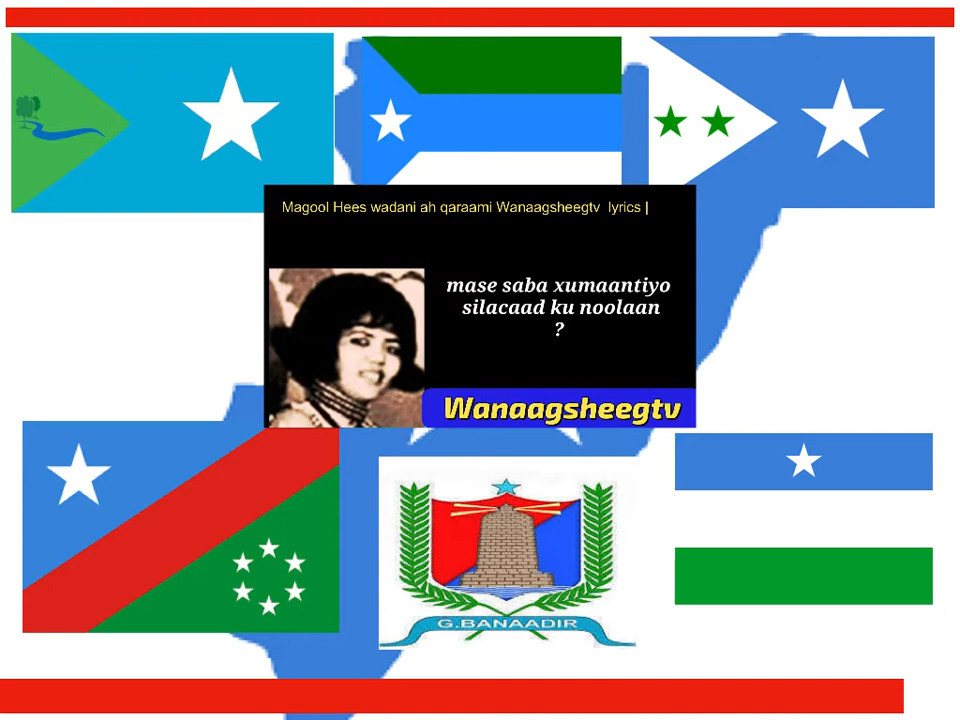 Magool Hees wadani ah qaraami Wanaagsheegtv lyrics |
mase saba xumaantiyo
silacaad ku noolaan
?
Wanaagsheegtv
G.BANAADIR